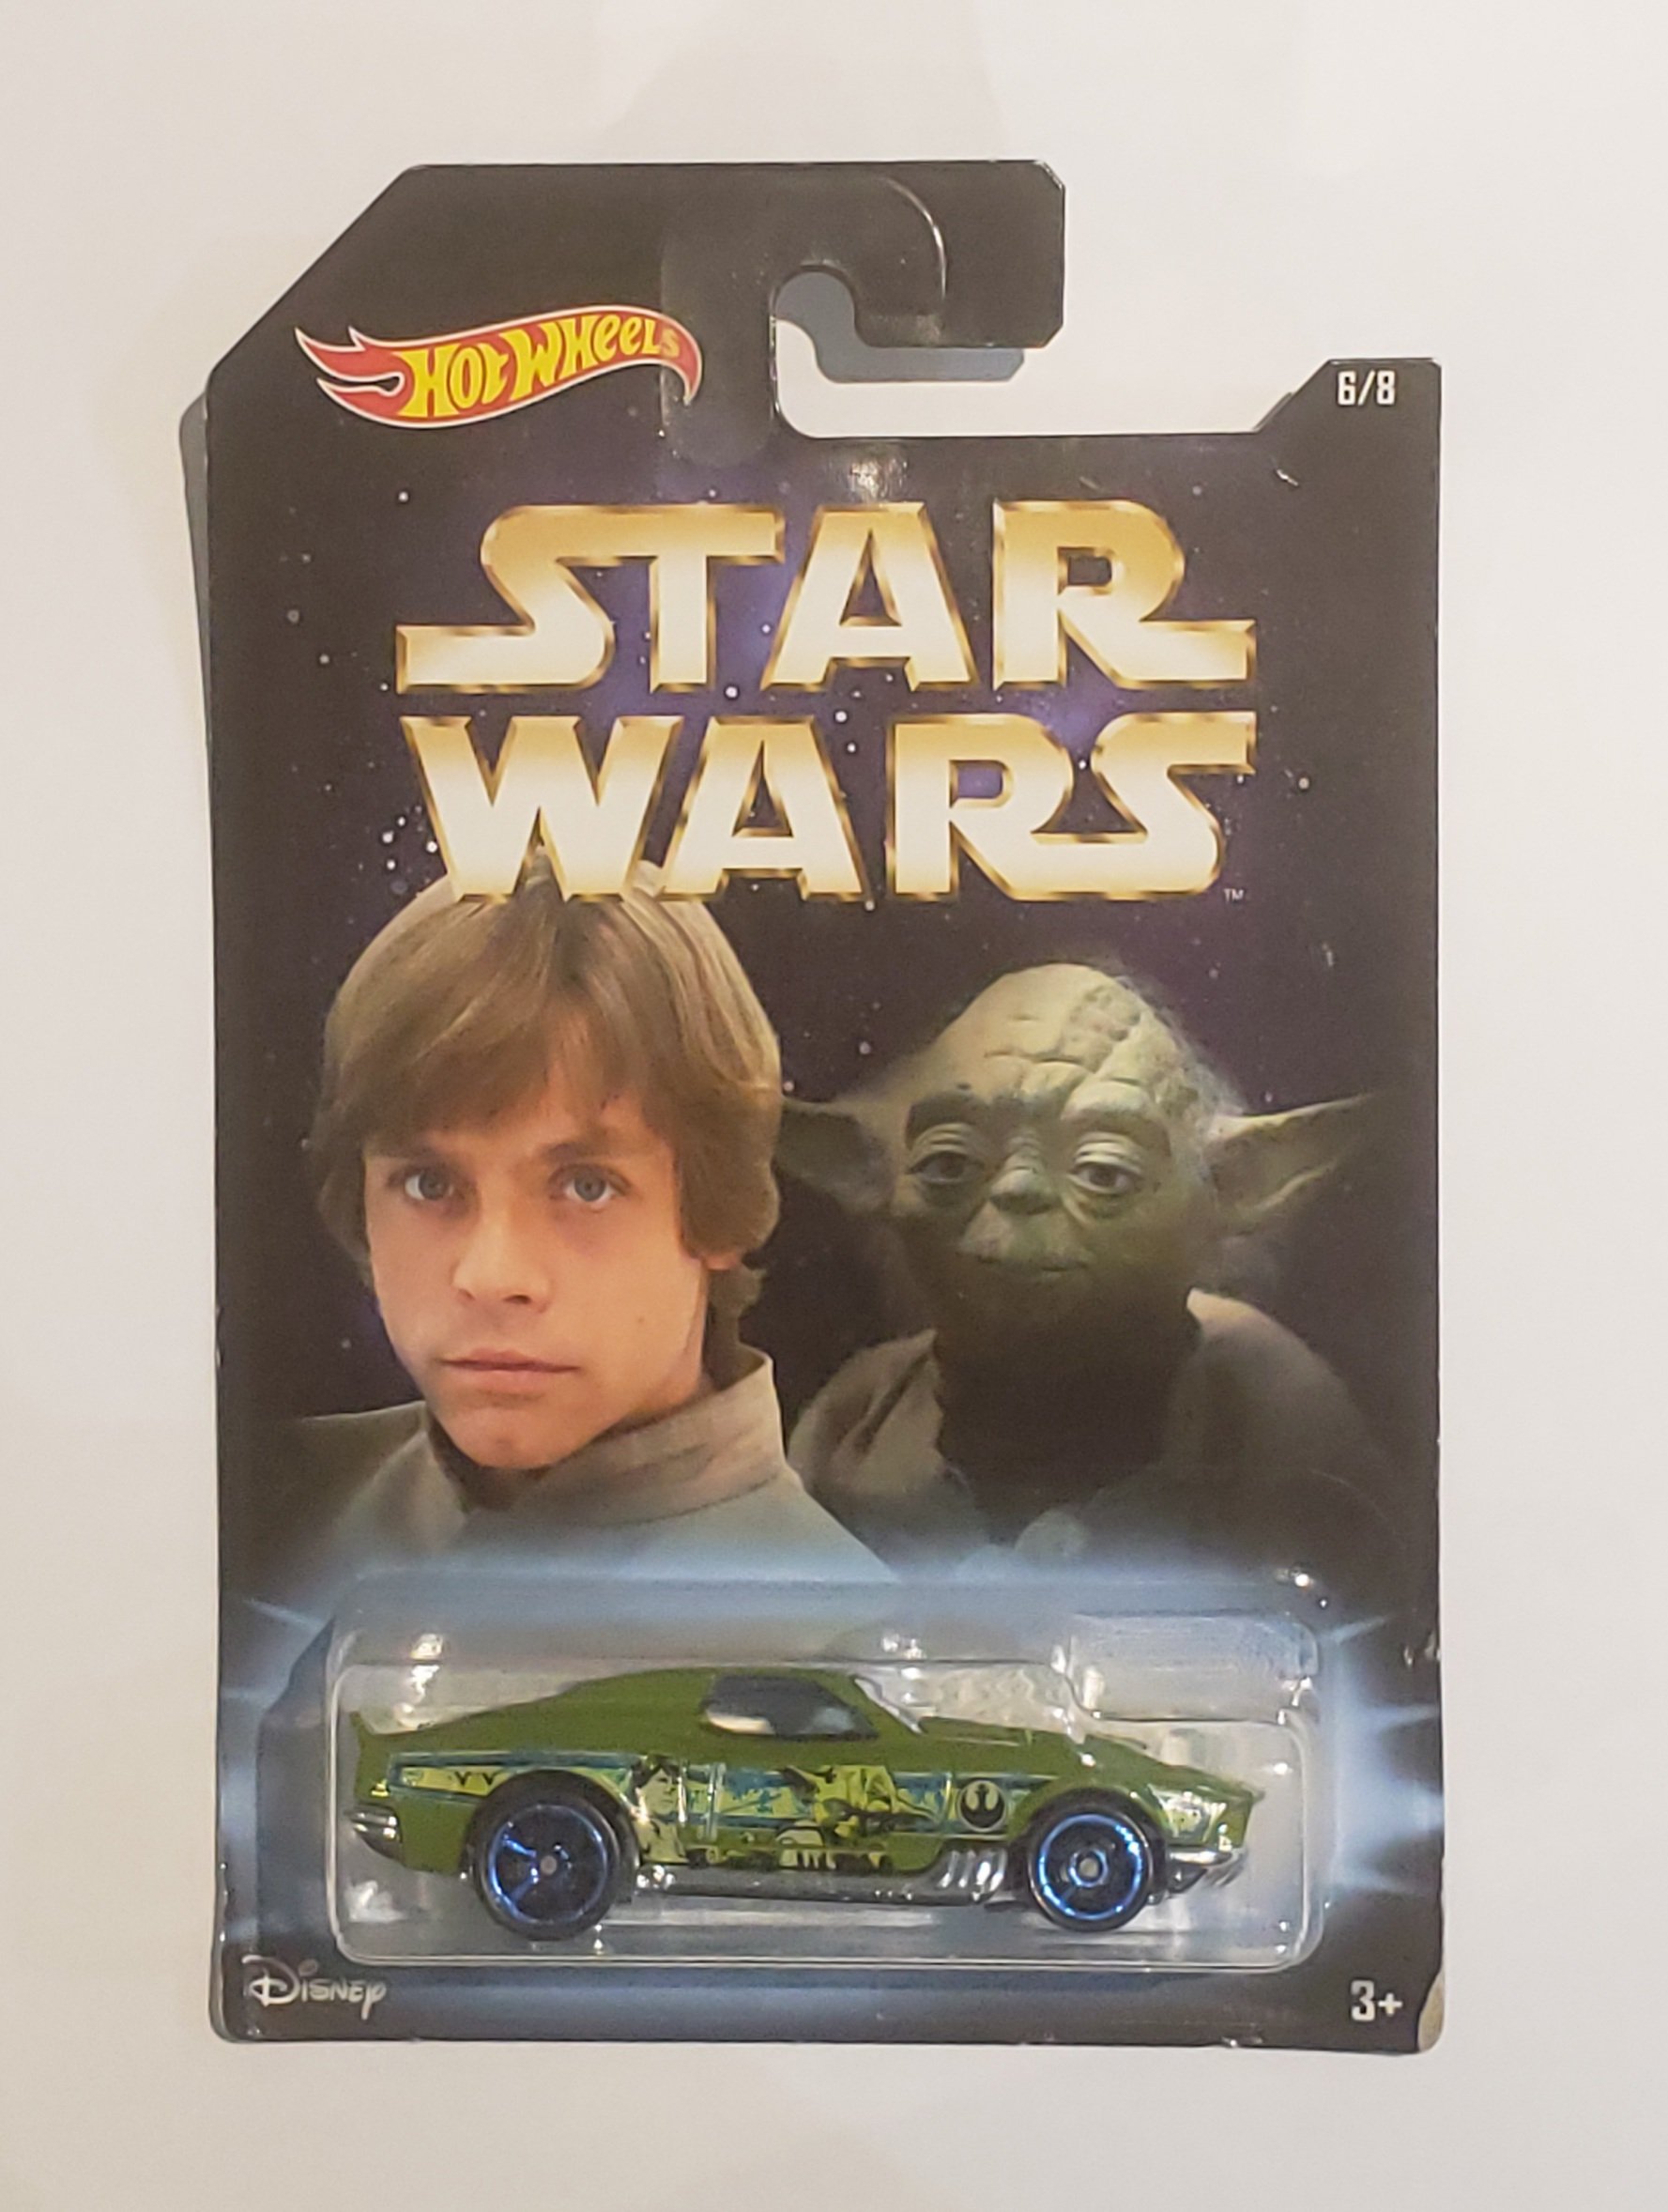 Hot Wheels
6/8
STAR
WARS
TM
Disney
3+